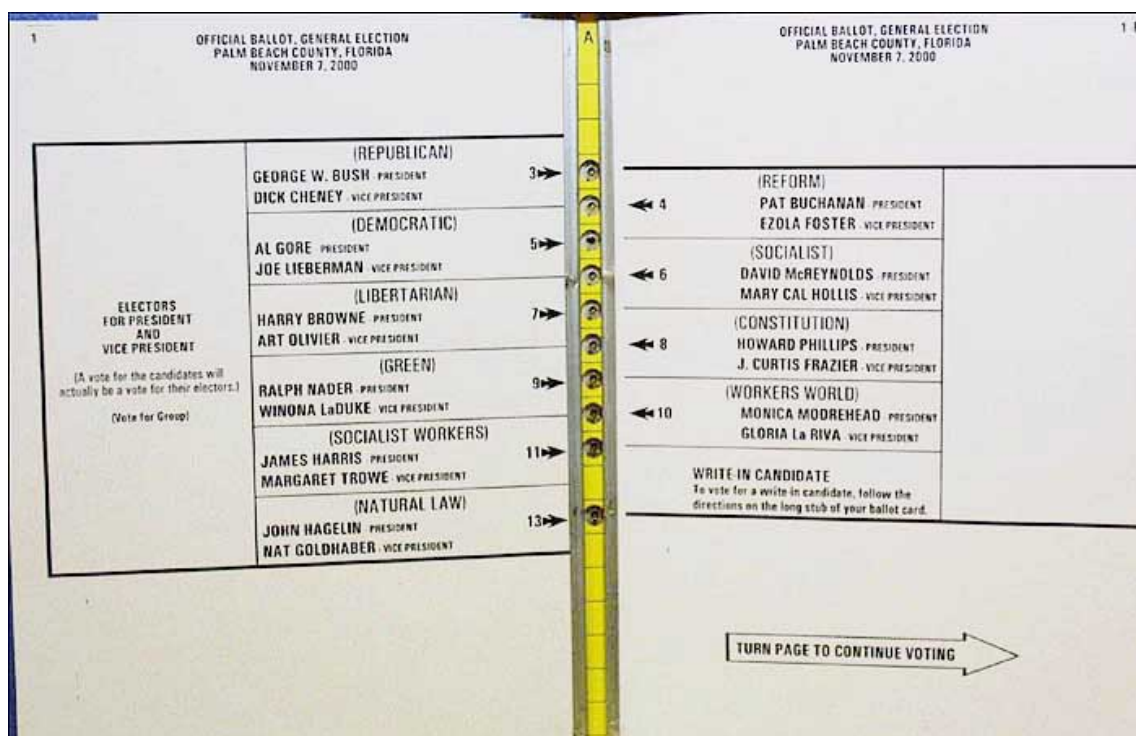 1
OFFICIAL BALLOT, GENERAL ELECTION
PALM BEACH COUNTY, FLORIDA
NOVEMBER 7, 2000
ELECTORS
FOR PRESIDENT
AND
VICE PRESIDENT
(A vote for the candidates will
actually be a vote for their electors.)
(Vote for Group)
(REPUBLICAN)
GEORGE W. BUSH - PRESIDENT
DICK CHENEY - VICE PRESIDENT
3
(DEMOCRATIC)
AL GORE - PRESIDENT
JOE LIEBERMAN - VICE PRESIDENT
5
(LIBERTARIAN)
HARRY BROWNE - PRESIDENT
ART OLIVIER - VICE PRESIDENT
7
(GREEN)
RALPH NADER - PRESIDENT
WINONA LaDUKE - VICE PRESIDENT
9
(SOCIALIST WORKERS)
JAMES HARRIS - PRESIDENT
MARGARET TROWE - VICE PRESIDENT
11
(NATURAL LAW)
JOHN HAGELIN - PRESIDENT
NAT GOLDHABER - VICE PRESIDENT
13
A
OFFICIAL BALLOT, GENERAL ELECTION
PALM BEACH COUNTY, FLORIDA
NOVEMBER 7, 2000
(REFORM)
4 PAT BUCHANAN - PRESIDENT
EZOLA FOSTER - VICE PRESIDENT
(SOCIALIST)
6 DAVID McREYNOLDS - PRESIDENT
MARY CAL HOLLIS - VICE PRESIDENT
(CONSTITUTION)
8 HOWARD PHILLIPS - PRESIDENT
J. CURTIS FRAZIER - VICE PRESIDENT
(WORKERS WORLD)
10 MONICA MOOREHEAD - PRESIDENT
GLORIA La RIVA - VICE PRESIDENT
WRITE-IN CANDIDATE
To vote for a write-in candidate, follow the
directions on the long stub of your ballot card.
TURN PAGE TO CONTINUE VOTING